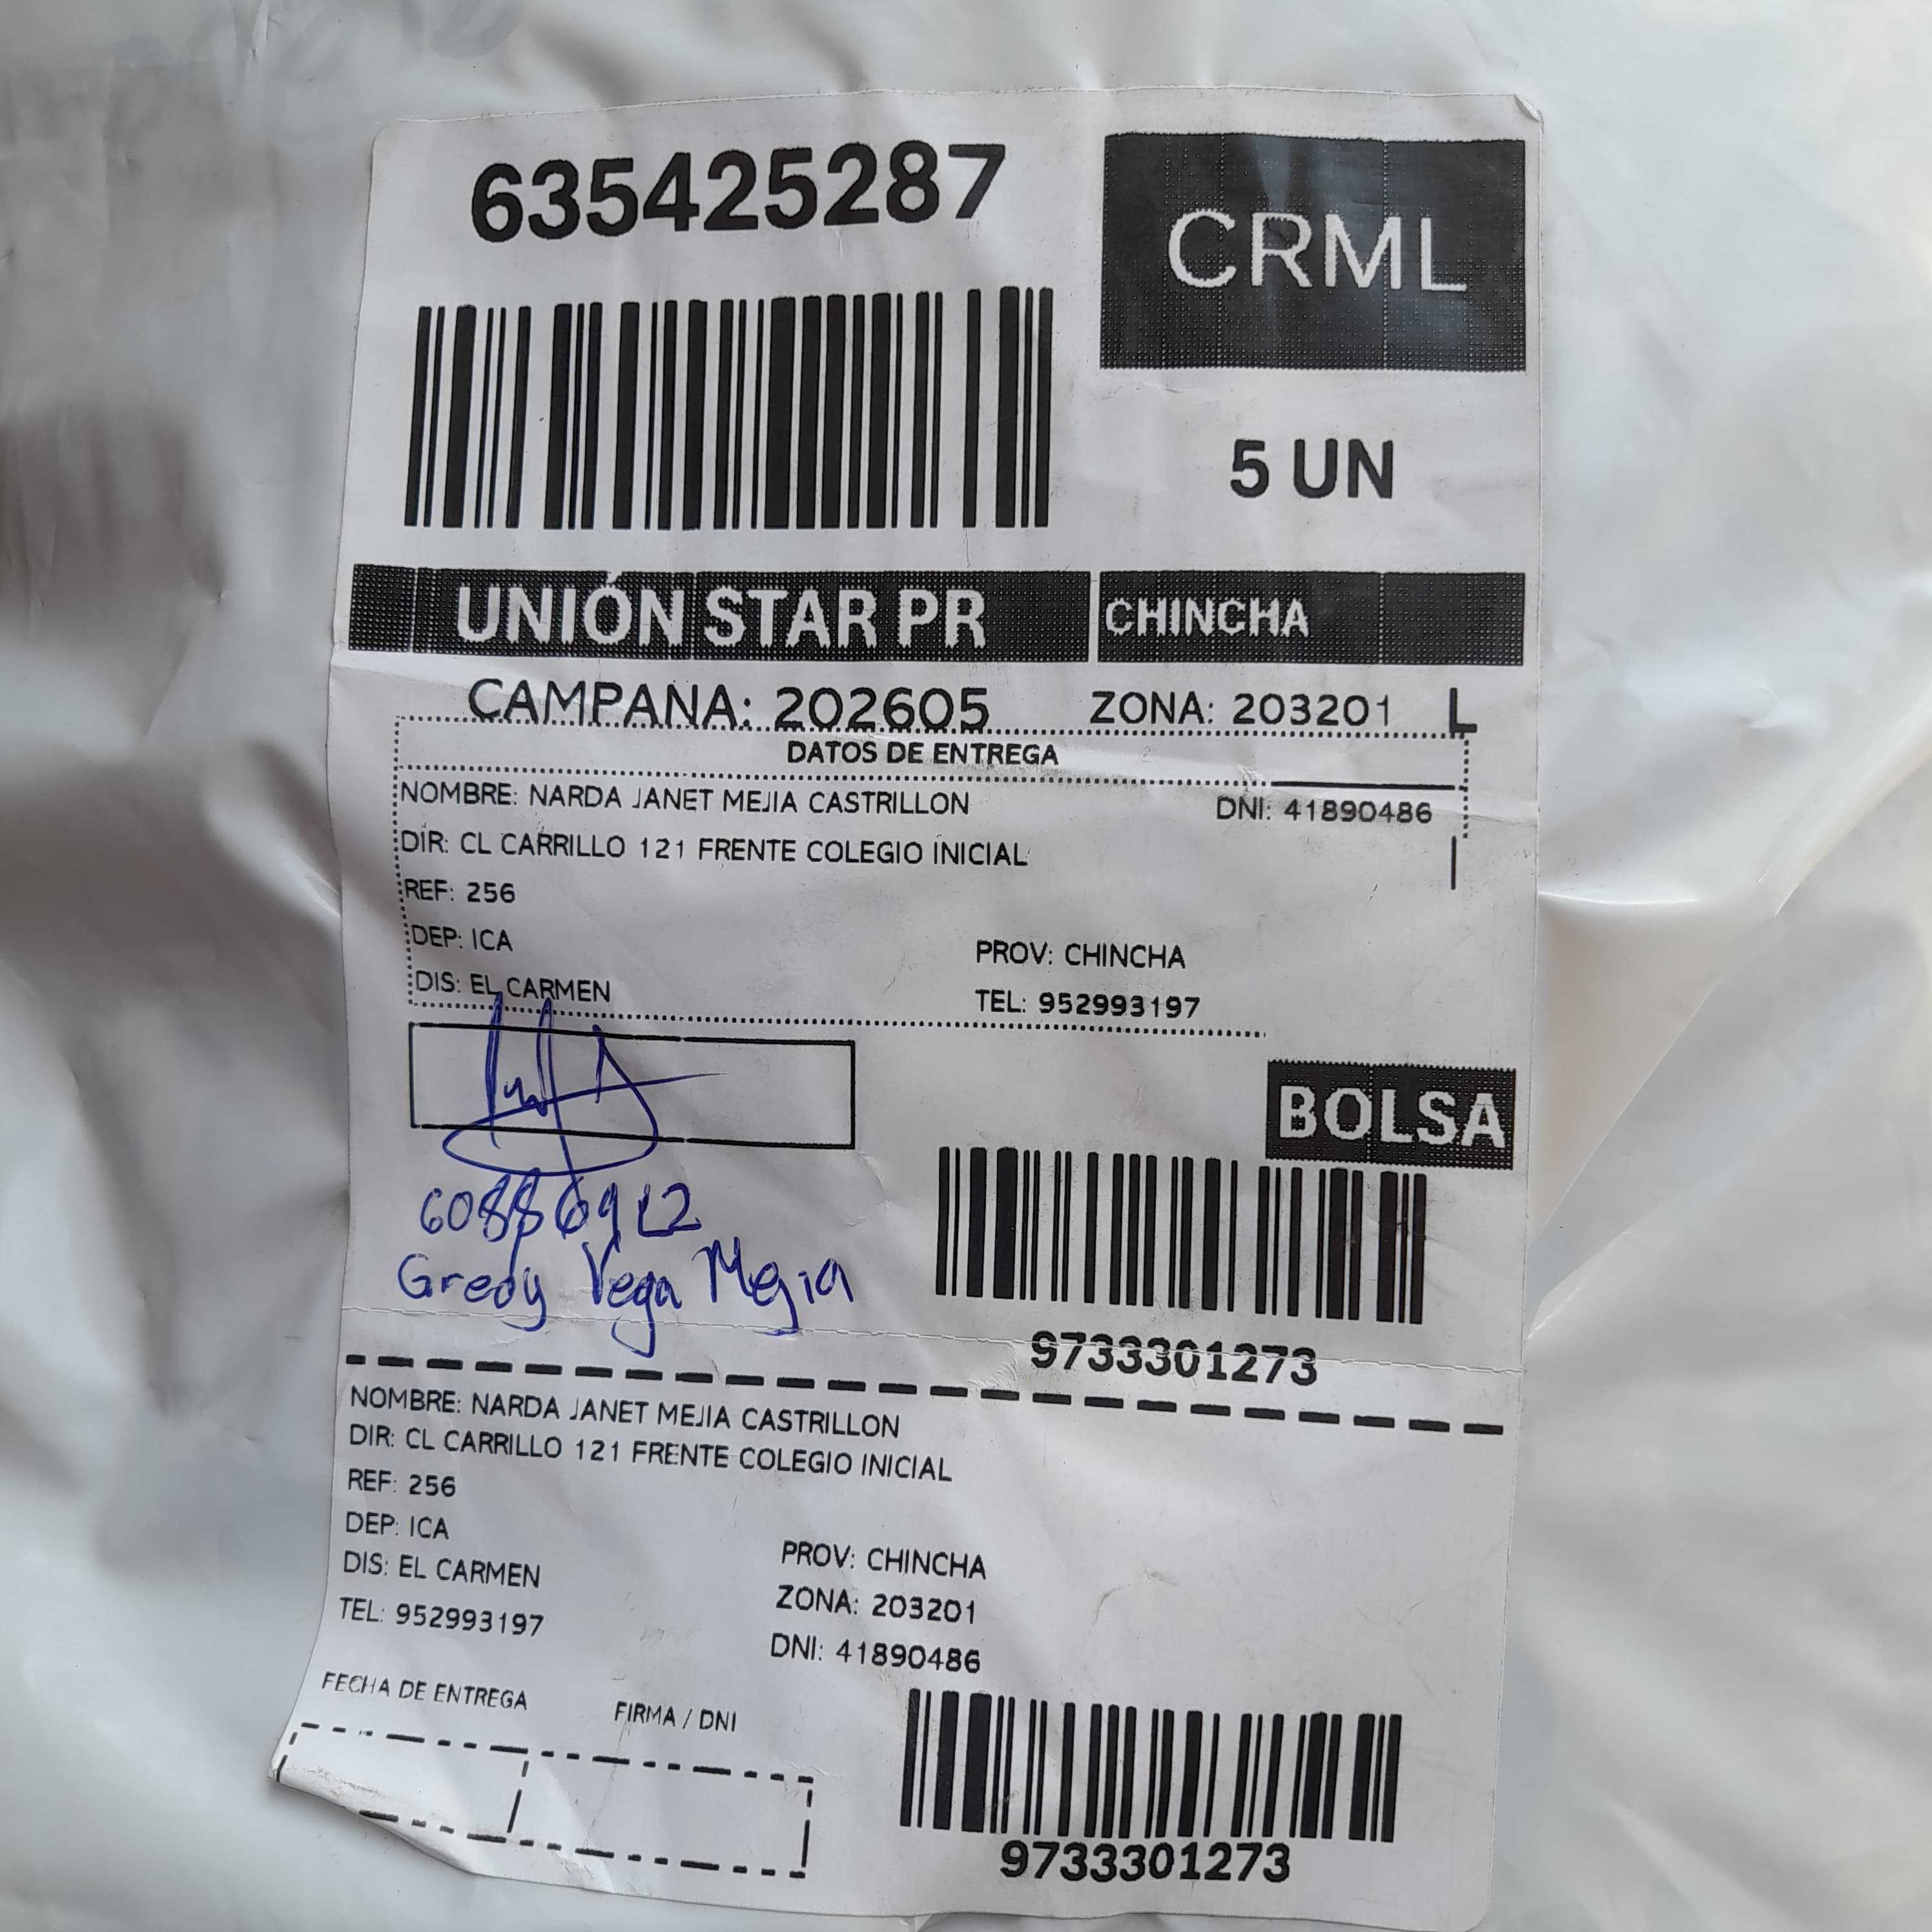 635425287
CRML
5 UN
UNIÓN STAR PR
CHINCHA
CAMPANA: 202605 ZONA: 203201 L
DATOS DE ENTREGA
NOMBRE: NARDA JANET MEJIA CASTRILLON DNI: 41890486
DIR: CL CARRILLO 121 FRENTE COLEGIO INICIAL
REF: 256
DEP: ICA PROV: CHINCHA
DIS: EL CARMEN TEL: 952993197
BOLSA
Gredy Vega Mejia
9733301273
NOMBRE: NARDA JANET MEJIA CASTRILLON
DIR: CL CARRILLO 121 FRENTE COLEGIO INICIAL
REF: 256
DEP: ICA PROV: CHINCHA
DIS: EL CARMEN ZONA: 203201
TEL: 952993197 DNI: 41890486
FECHA DE ENTREGA FIRMA / DNI
9733301273